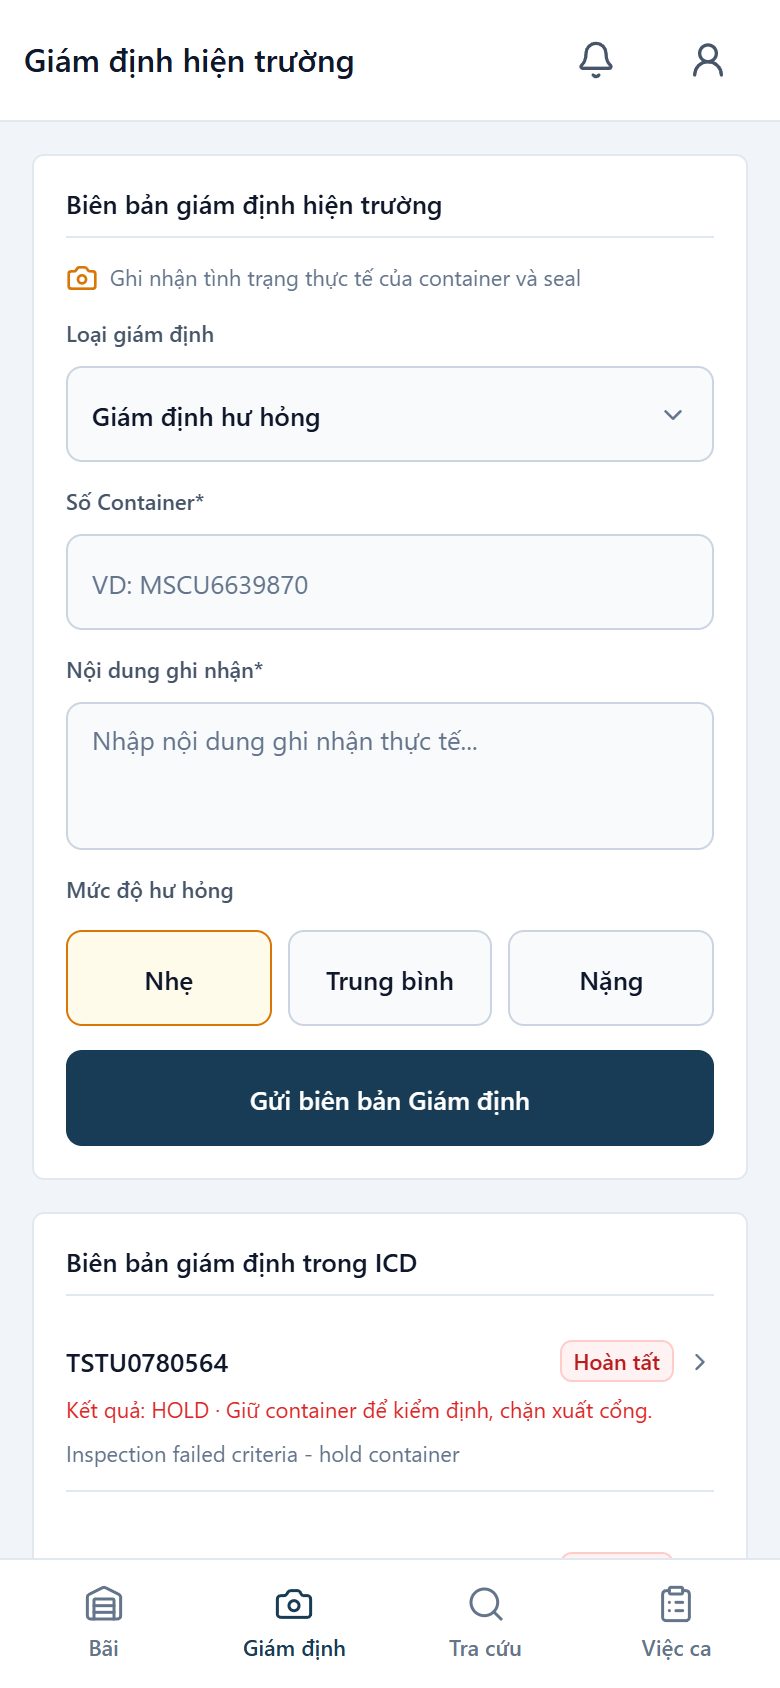 Giám định hiện trường
Biên bản giám định hiện trường
Ghi nhận tình trạng thực tế của container và seal
Loại giám định
Giám định hư hỏng
Số Container*
VD: MSCU6639870
Nội dung ghi nhận*
Nhập nội dung ghi nhận thực tế...
Mức độ hư hỏng
Nhẹ
Trung bình
Nặng
Gửi biên bản Giám định
Biên bản giám định trong ICD
TSTU0780564
Hoàn tất
Kết quả: HOLD · Giữ container để kiểm định, chặn xuất cổng.
Inspection failed criteria - hold container
Bãi
Giám định
Tra cứu
Việc ca